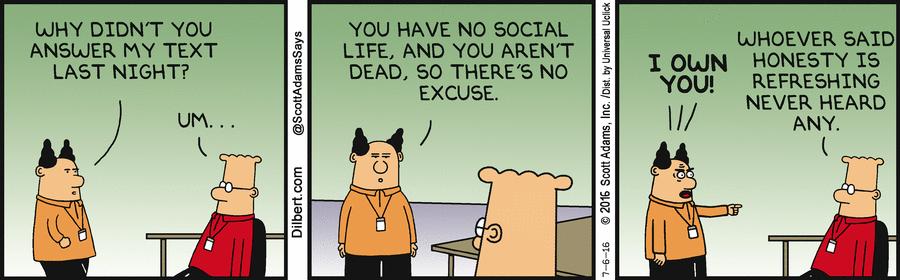 WHY DIDN'T YOU
ANSWER MY TEXT
LAST NIGHT?
UM...
Dilbert.com @ScottAdamsSays
YOU HAVE NO SOCIAL
LIFE, AND YOU AREN'T
DEAD, SO THERE'S NO
EXCUSE.
7-6-16 © 2016 Scott Adams, Inc. /Dist. by Universal Uclick
I OWN
YOU!
WHOEVER SAID
HONESTY IS
REFRESHING
NEVER HEARD
ANY.